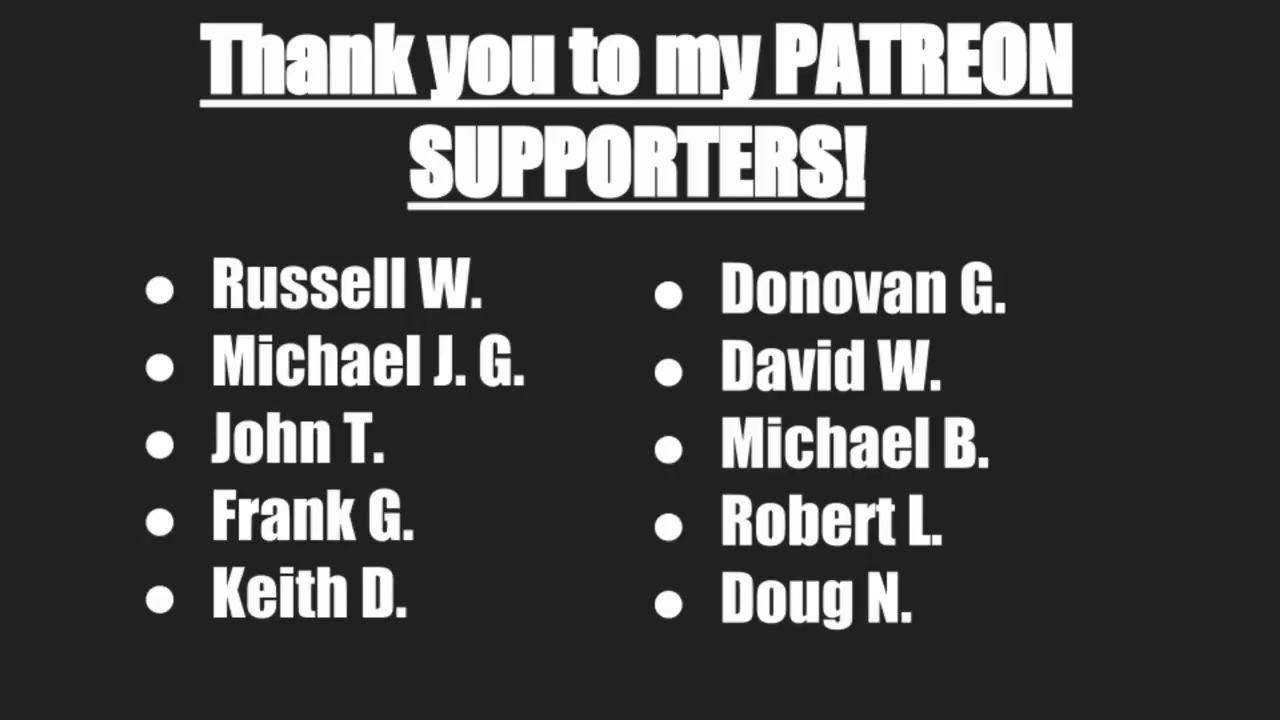 Thank you to my PATREON
SUPPORTERS!
● Russell W.
● Michael J. G.
● John T.
● Frank G.
● Keith D.
● Donovan G.
● David W.
● Michael B.
● Robert L.
● Doug N.